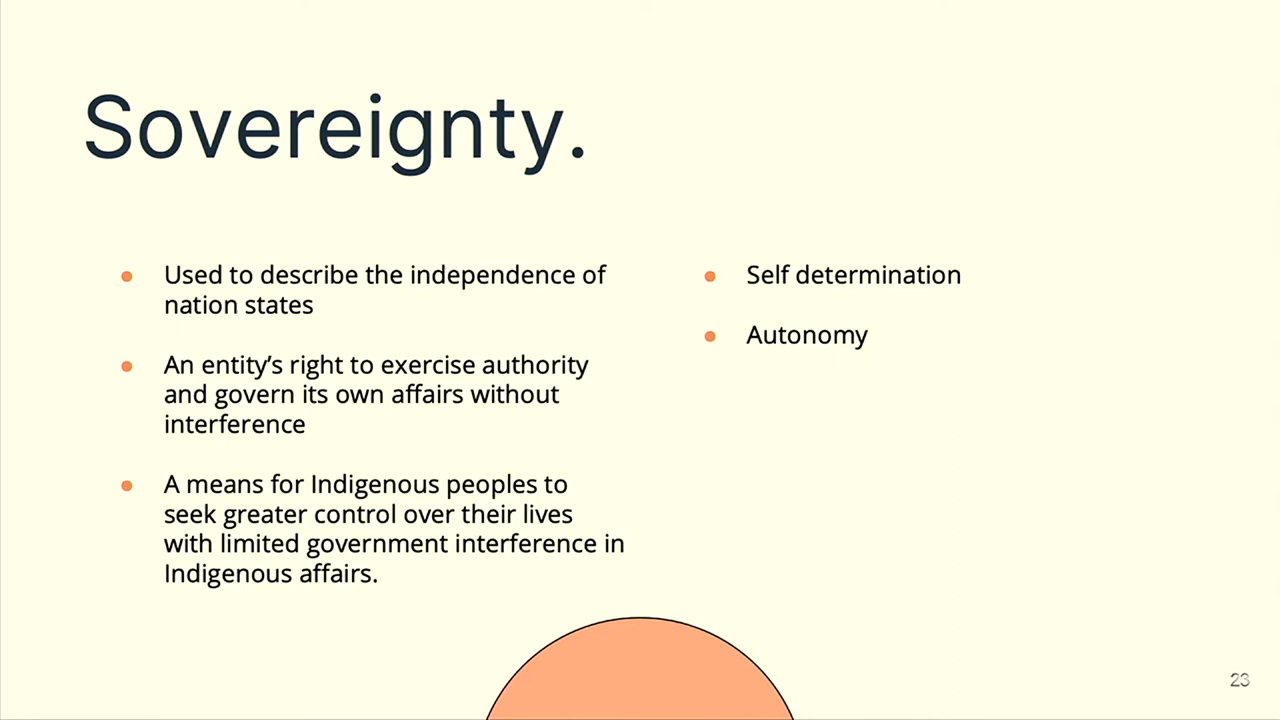 Sovereignty.
Used to describe the independence of
nation states
An entity’s right to exercise authority
and govern its own affairs without
interference
A means for Indigenous peoples to
seek greater control over their lives
with limited government interference in
Indigenous affairs.
Self determination
Autonomy
23